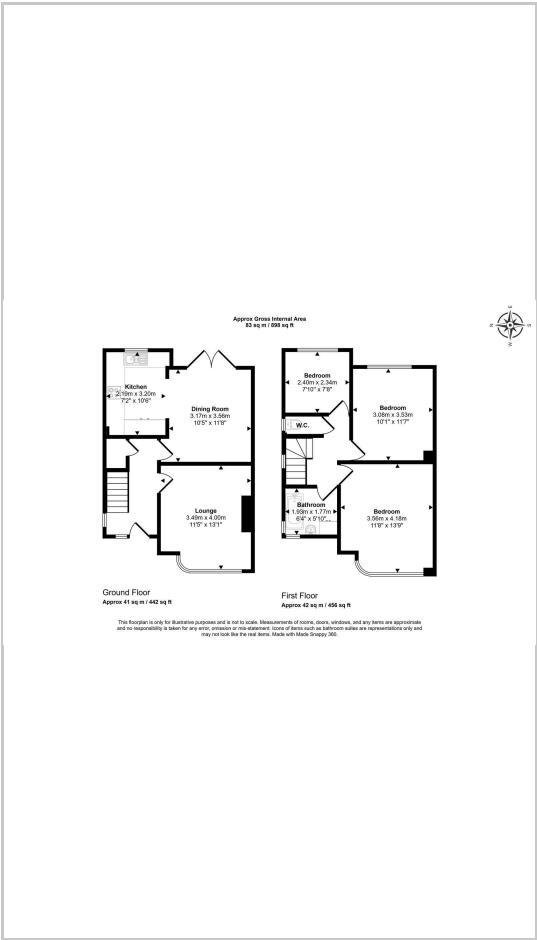 Approx Gross Internal Area
83 sq m / 898 sq ft
E
N
S
W
Kitchen
2.19m x 3.20m
7'2" x 10'6"
Dining Room
3.17m x 3.56m
10'5" x 11'8"
Lounge
3.49m x 4.00m
11'5" x 13'1"
Bedroom
2.40m x 2.34m
7'10" x 7'8"
W.C.
Bedroom
3.08m x 3.53m
10'1" x 11'7"
Bathroom
1.93m x 1.77m
6'4" x 5'10"
Bedroom
3.56m x 4.18m
11'8" x 13'9"
Ground Floor
Approx 41 sq m / 442 sq ft
First Floor
Approx 42 sq m / 456 sq ft
This floorplan is only for illustrative purposes and is not to scale. Measurements of rooms, doors, windows, and any items are approximate
and no responsibility is taken for any error, omission or mis-statement. Icons of items such as bathroom suites are representations only and
may not look like the real items. Made with Made Snappy 360.